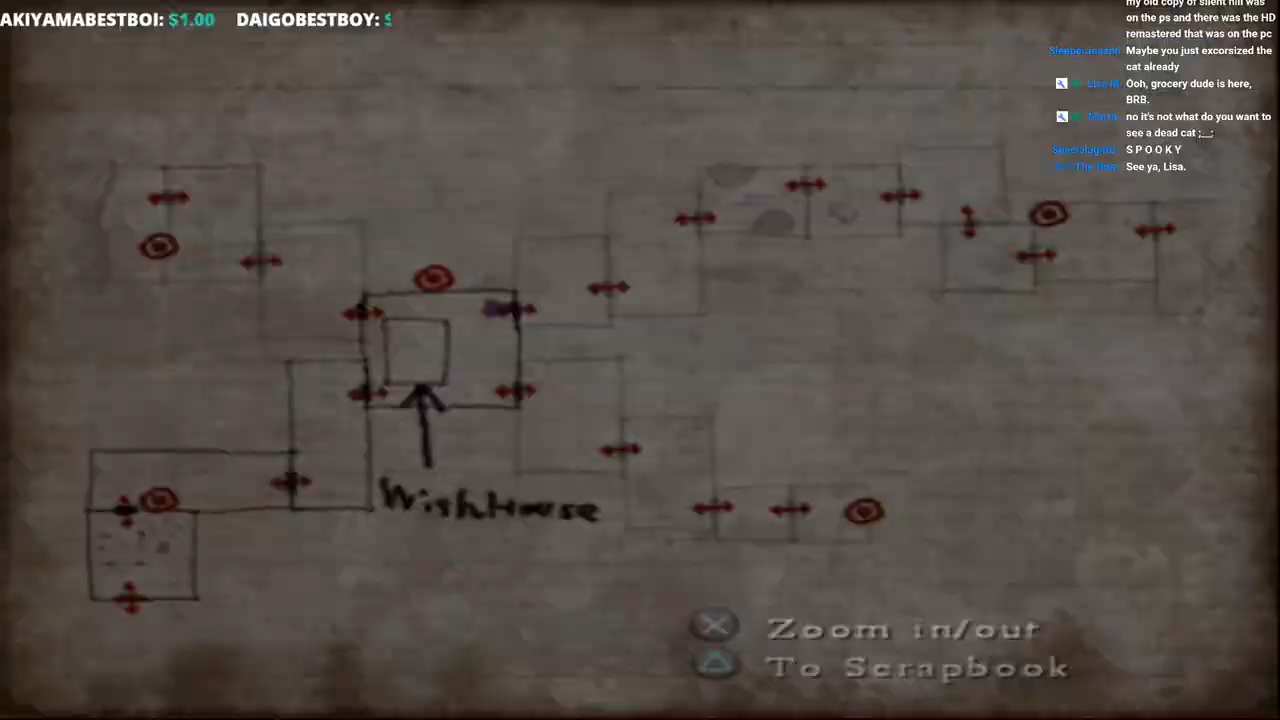 AKIYAMABESTBOI: $1.00 DAIGOBESTBOY:
my old copy of silent hill was
on the ps and there was the HD
remastered that was on the pc
Maybe you just excorsized the
cat already
Lisa M Ooh, grocery dude is here,
BRB.
no it's not what do you want to
see a dead cat ;__;
S P O O K Y
See ya, Lisa.
WishHouse
Zoom in/out
To Scrapbook